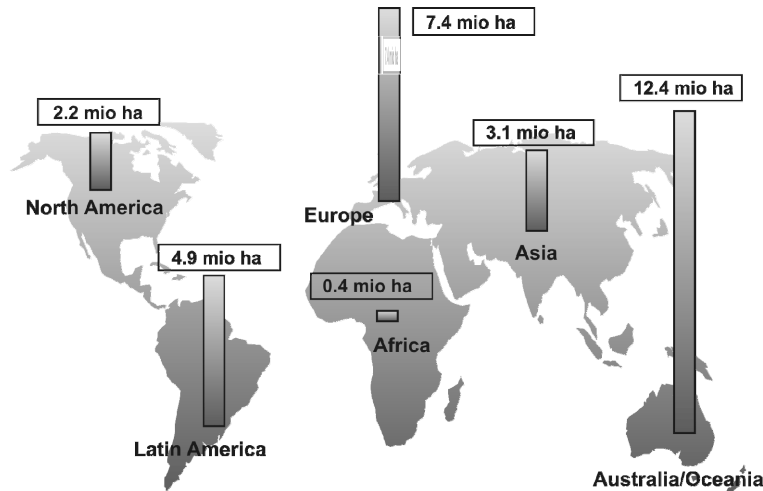 7.4 mio ha
12.4 mio ha
2.2 mio ha
3.1 mio ha
North America
Europe
Asia
4.9 mio ha
0.4 mio ha
Africa
Latin America
Australia/Oceania